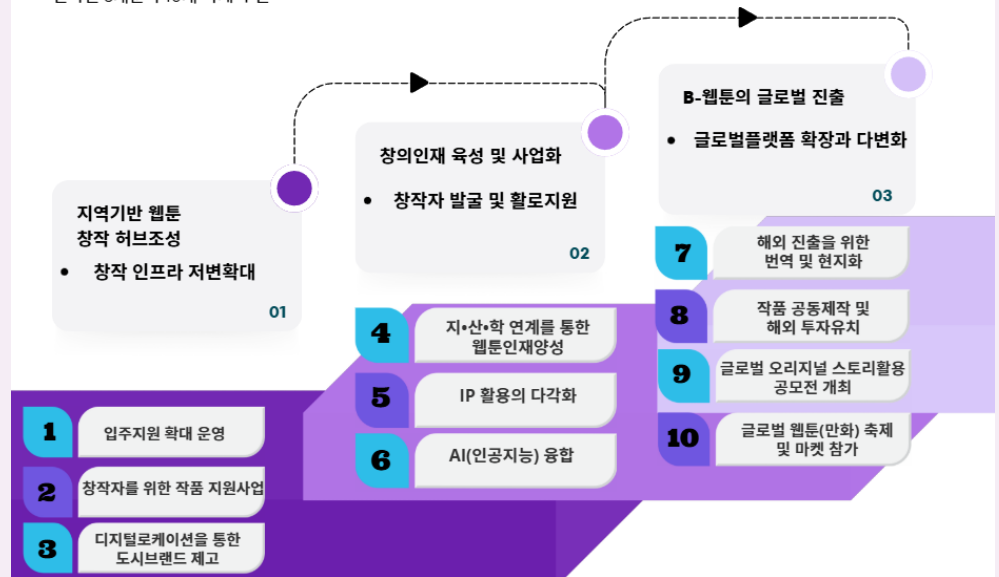 지역기반 웹툰
창작 허브조성
• 창작 인프라 저변확대
01
창의인재 육성 및 사업화
• 창작자 발굴 및 활로지원
02
B-웹툰의 글로벌 진출
• 글로벌플랫폼 확장과 다변화
03
1
입주지원 확대 운영
2
창작자를 위한 작품 지원사업
3
디지털로케이션을 통한
도시브랜드 제고
4
지•산•학 연계를 통한
웹툰인재양성
5
IP 활용의 다각화
6
AI(인공지능) 융합
7
해외 진출을 위한
번역 및 현지화
8
작품 공동제작 및
해외 투자유치
9
글로벌 오리지널 스토리활용
공모전 개최
10
글로벌 웹툰(만화) 축제
및 마켓 참가